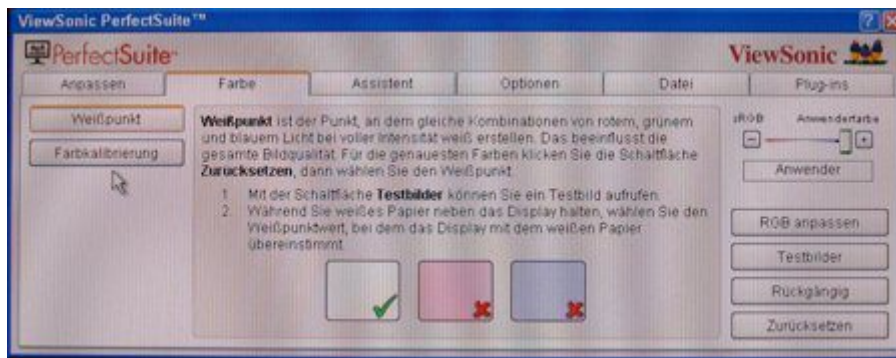 ViewSonic PerfectSuite™
PerfectSuite™
ViewSonic
Anpassen
Farbe
Assistent
Optionen
Datei
Plug-ins
Weißpunkt
Farbkalibrierung
Weißpunkt ist der Punkt, an dem gleiche Kombinationen von rotem, grünem
und blauem Licht bei voller Intensität weiß erstellen. Das beeinflusst die
gesamte Bildqualität. Für die genauesten Farben klicken Sie die Schaltfläche
Zurücksetzen, dann wählen Sie den Weißpunkt.
1. Mit der Schaltfläche Testbilder können Sie ein Testbild aufrufen.
2. Während Sie weißes Papier neben das Display halten, wählen Sie den
Weißpunktwert, bei dem das Display mit dem weißen Papier
übereinstimmt.
sRGB
Anwenderfarbe
Anwender
RGB anpassen
Testbilder
Rückgängig
Zurücksetzen